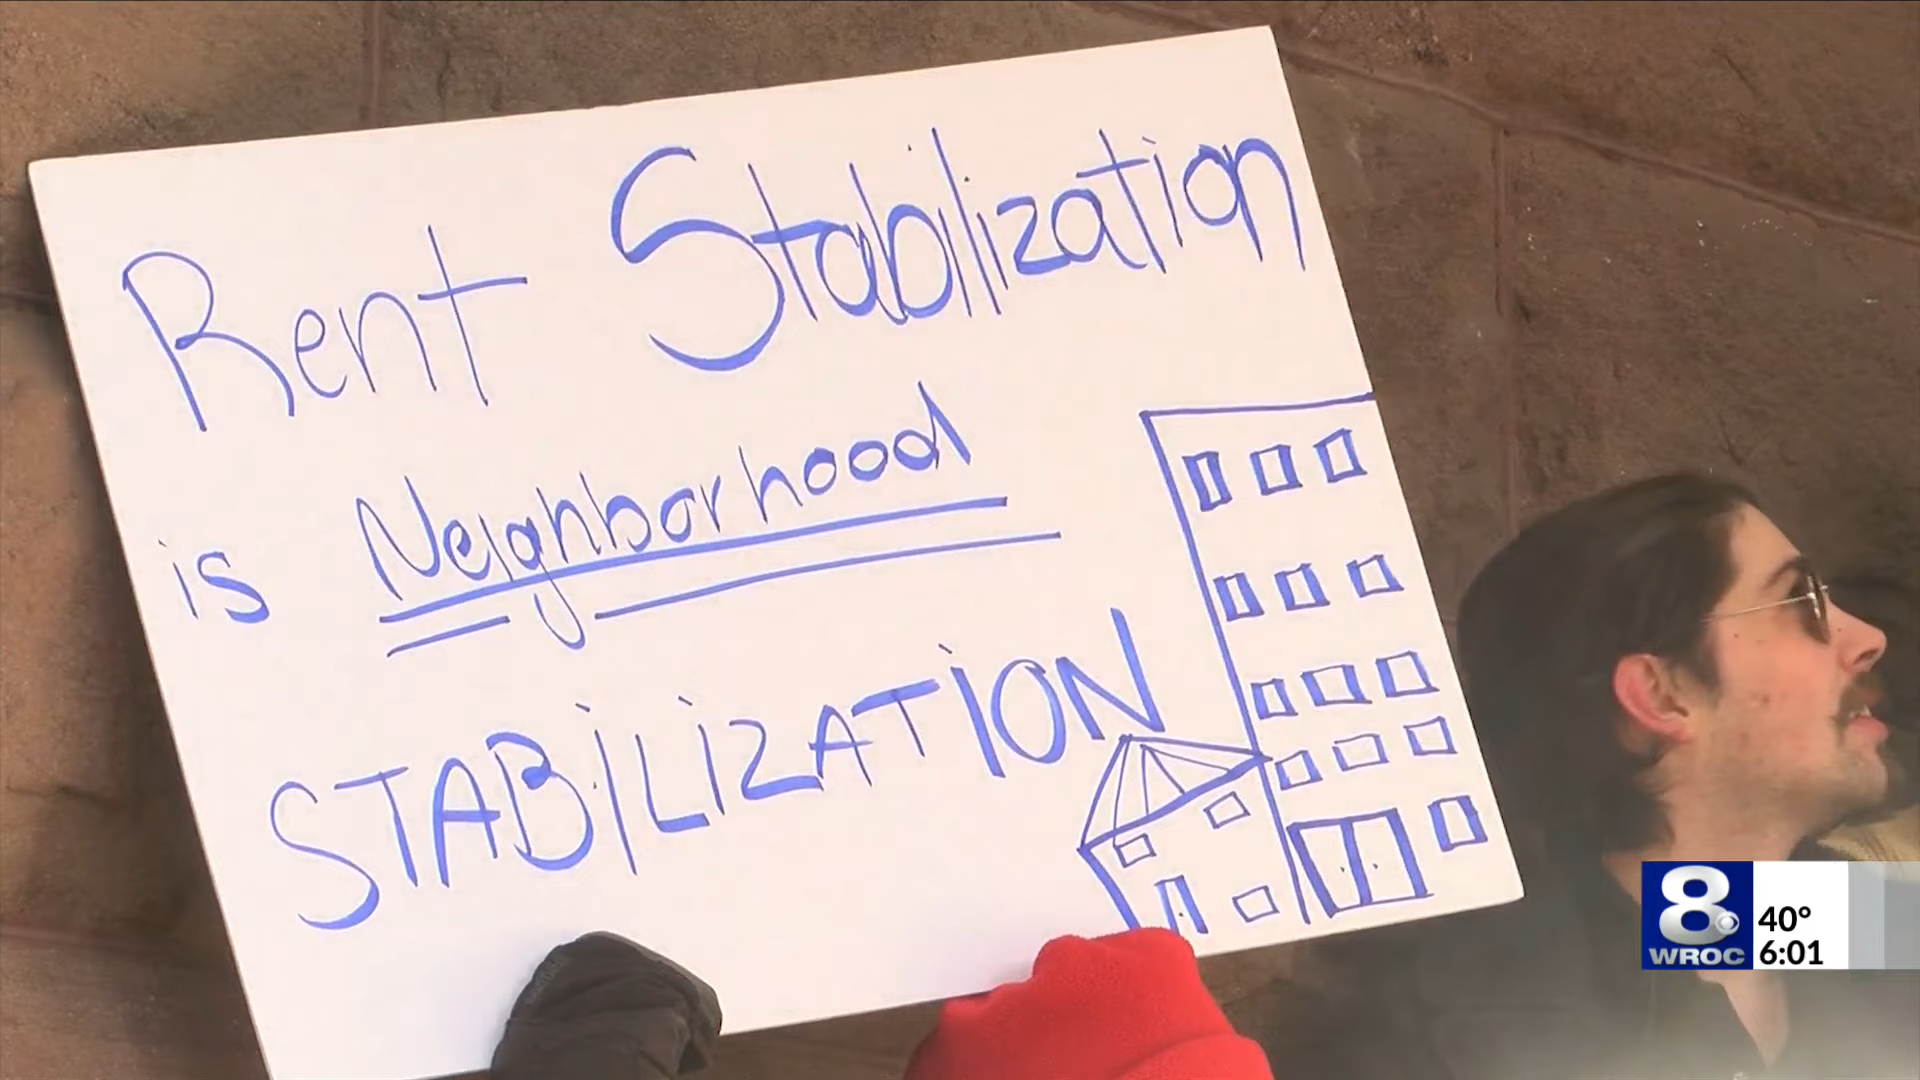 Rent Stabilization
is Neighborhood
STABiLiZATiON
8
WROC
40°
6:01